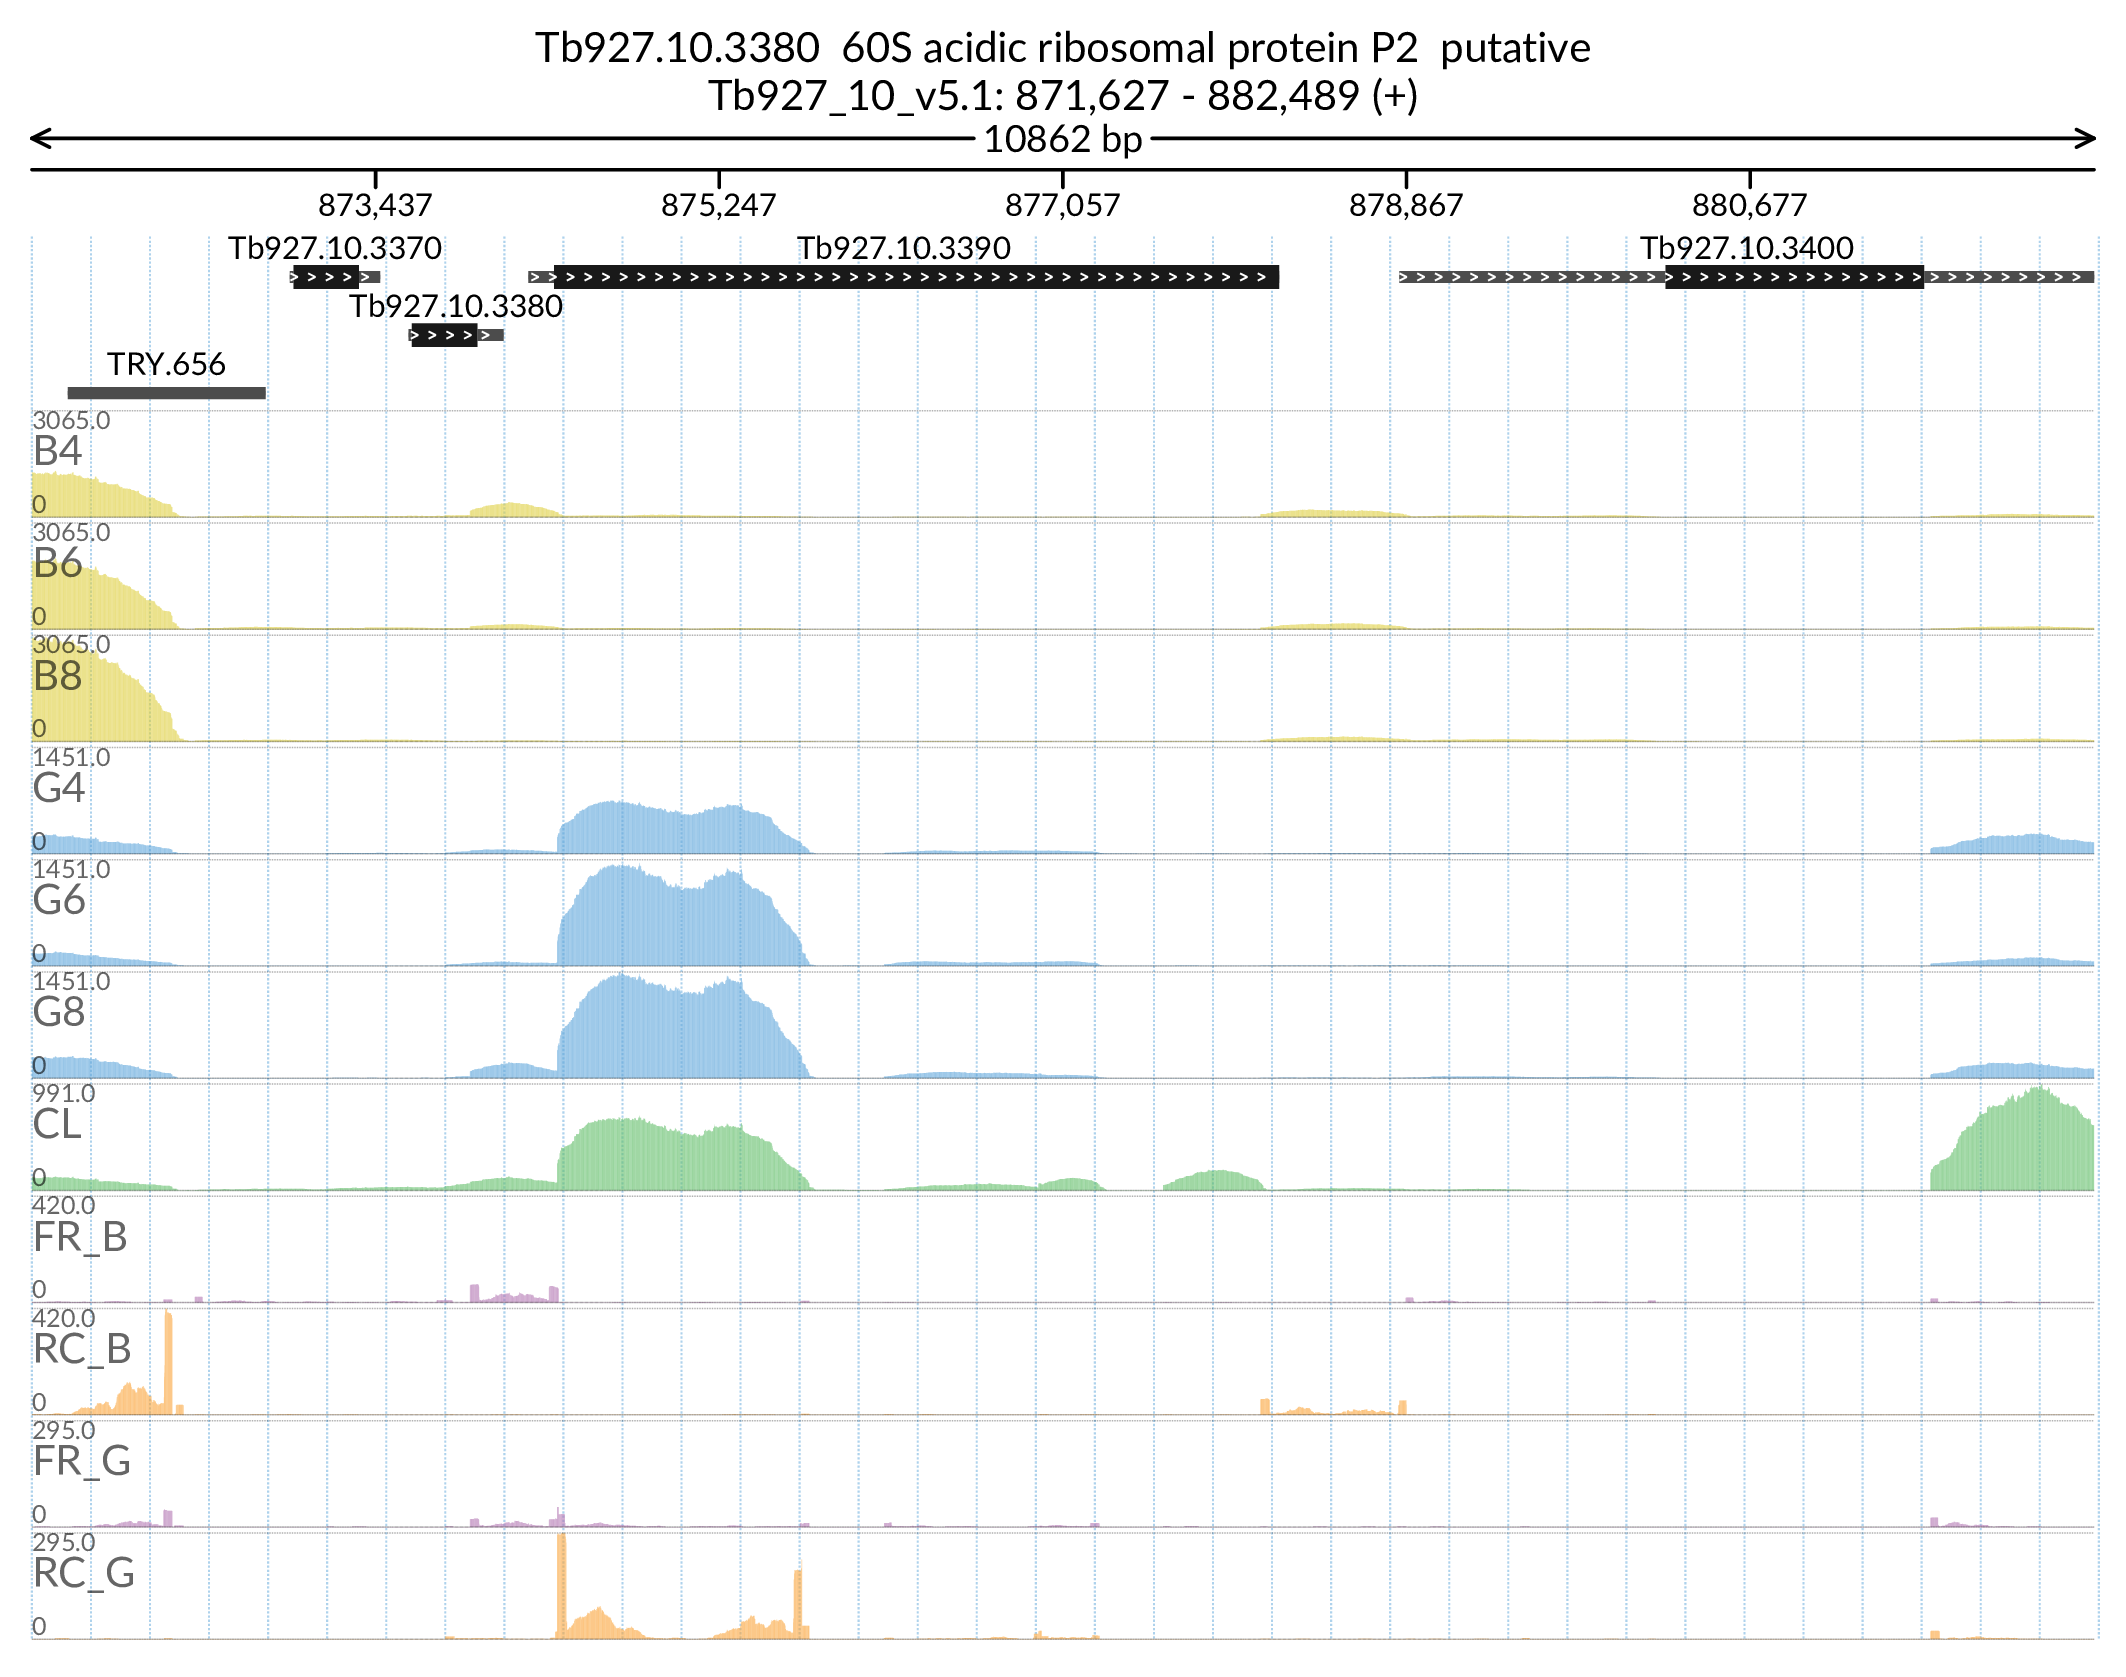 Tb927.10.3380  60S acidic ribosomal protein P2  putative
Tb927_10_v5.1: 871,627 - 882,489 (+)
10862 bp
873,437 875,247 877,057 878,867 880,677
Tb927.10.3370 Tb927.10.3390 Tb927.10.3400
Tb927.10.3380
TRY.656
3065.0
B4
0
3065.0
B6
0
3065.0
B8
0
1451.0
G4
0
1451.0
G6
0
1451.0
G8
0
991.0
CL
0
420.0
FR_B
0
420.0
RC_B
0
295.0
FR_G
0
295.0
RC_G
0